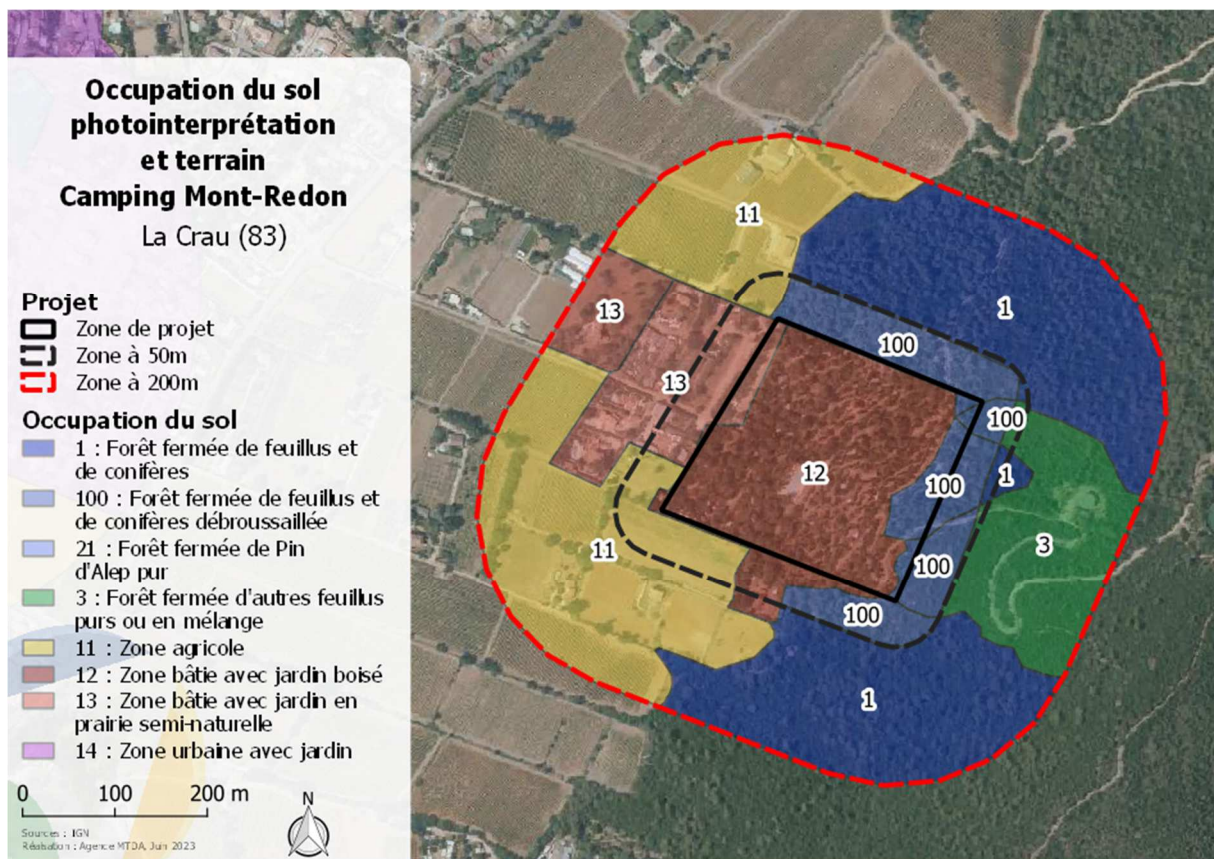 Occupation du sol
photointerprétation
et terrain
Camping Mont-Redon
La Crau (83)
Projet
Zone de projet
Zone à 50m
Zone à 200m
Occupation du sol
1 : Forêt fermée de feuillus et
de conifères
100 : Forêt fermée de feuillus et
de conifères débroussaillée
21 : Forêt fermée de Pin
d'Alep pur
3 : Forêt fermée d'autres feuillus
purs ou en mélange
11 : Zone agricole
12 : Zone bâtie avec jardin boisé
13 : Zone bâtie avec jardin en
prairie semi-naturelle
14 : Zone urbaine avec jardin
0 100 200 m
N
Sources : IGN
Réalisation : Agence MTDA, Juin 2023
11
13
1
100
13
100
12
100
1
3
11
100
100
1